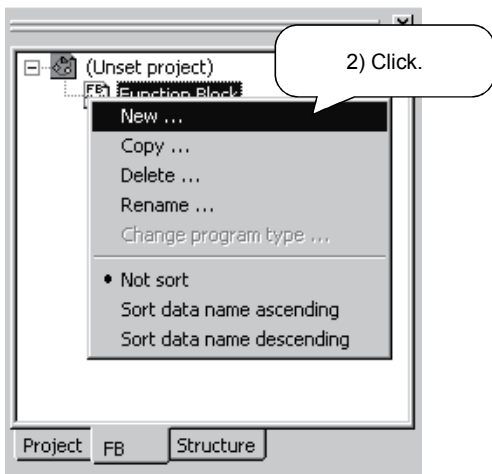 (Unset project)
2) Click.
FB Function Block
New ...
Copy ...
Delete ...
Rename ...
Change program type ...
• Not sort
Sort data name ascending
Sort data name descending
Project FB Structure